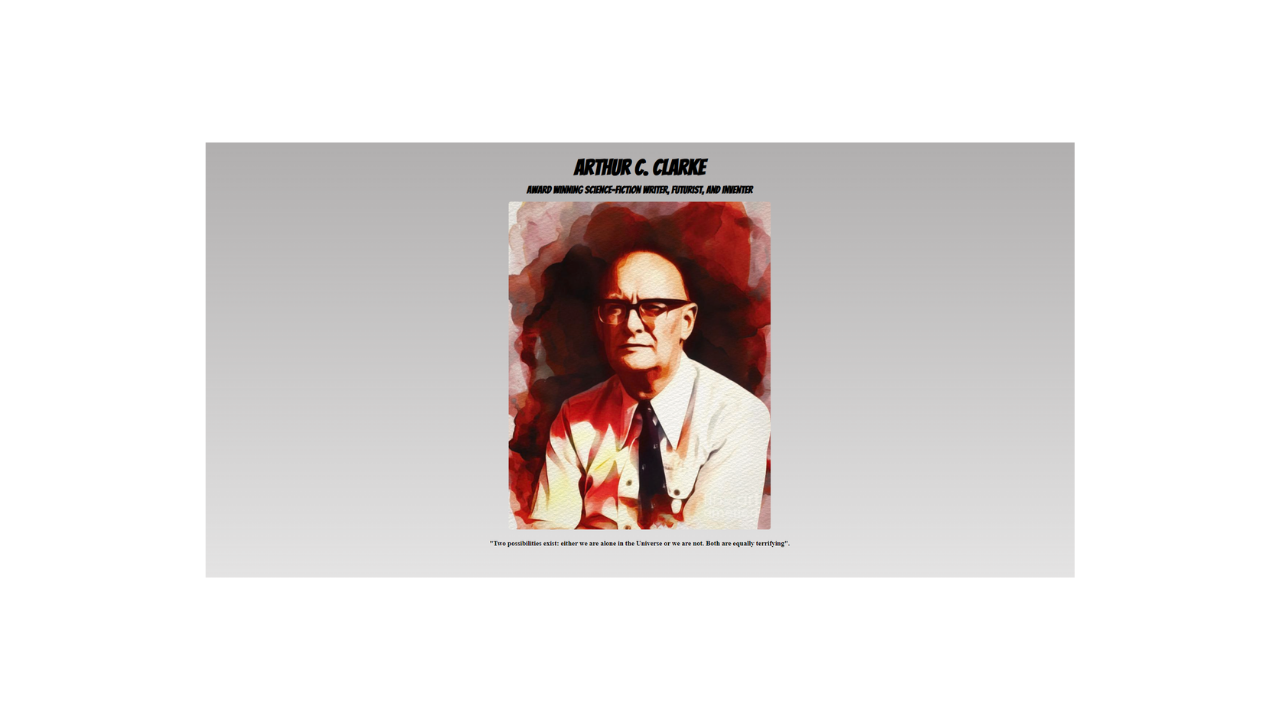 ARTHUR C. CLARKE
AWARD WINNING SCIENCE-FICTION WRITER, FUTURIST, AND INVENTER
"Two possibilities exist: either we are alone in the Universe or we are not. Both are equally terrifying".